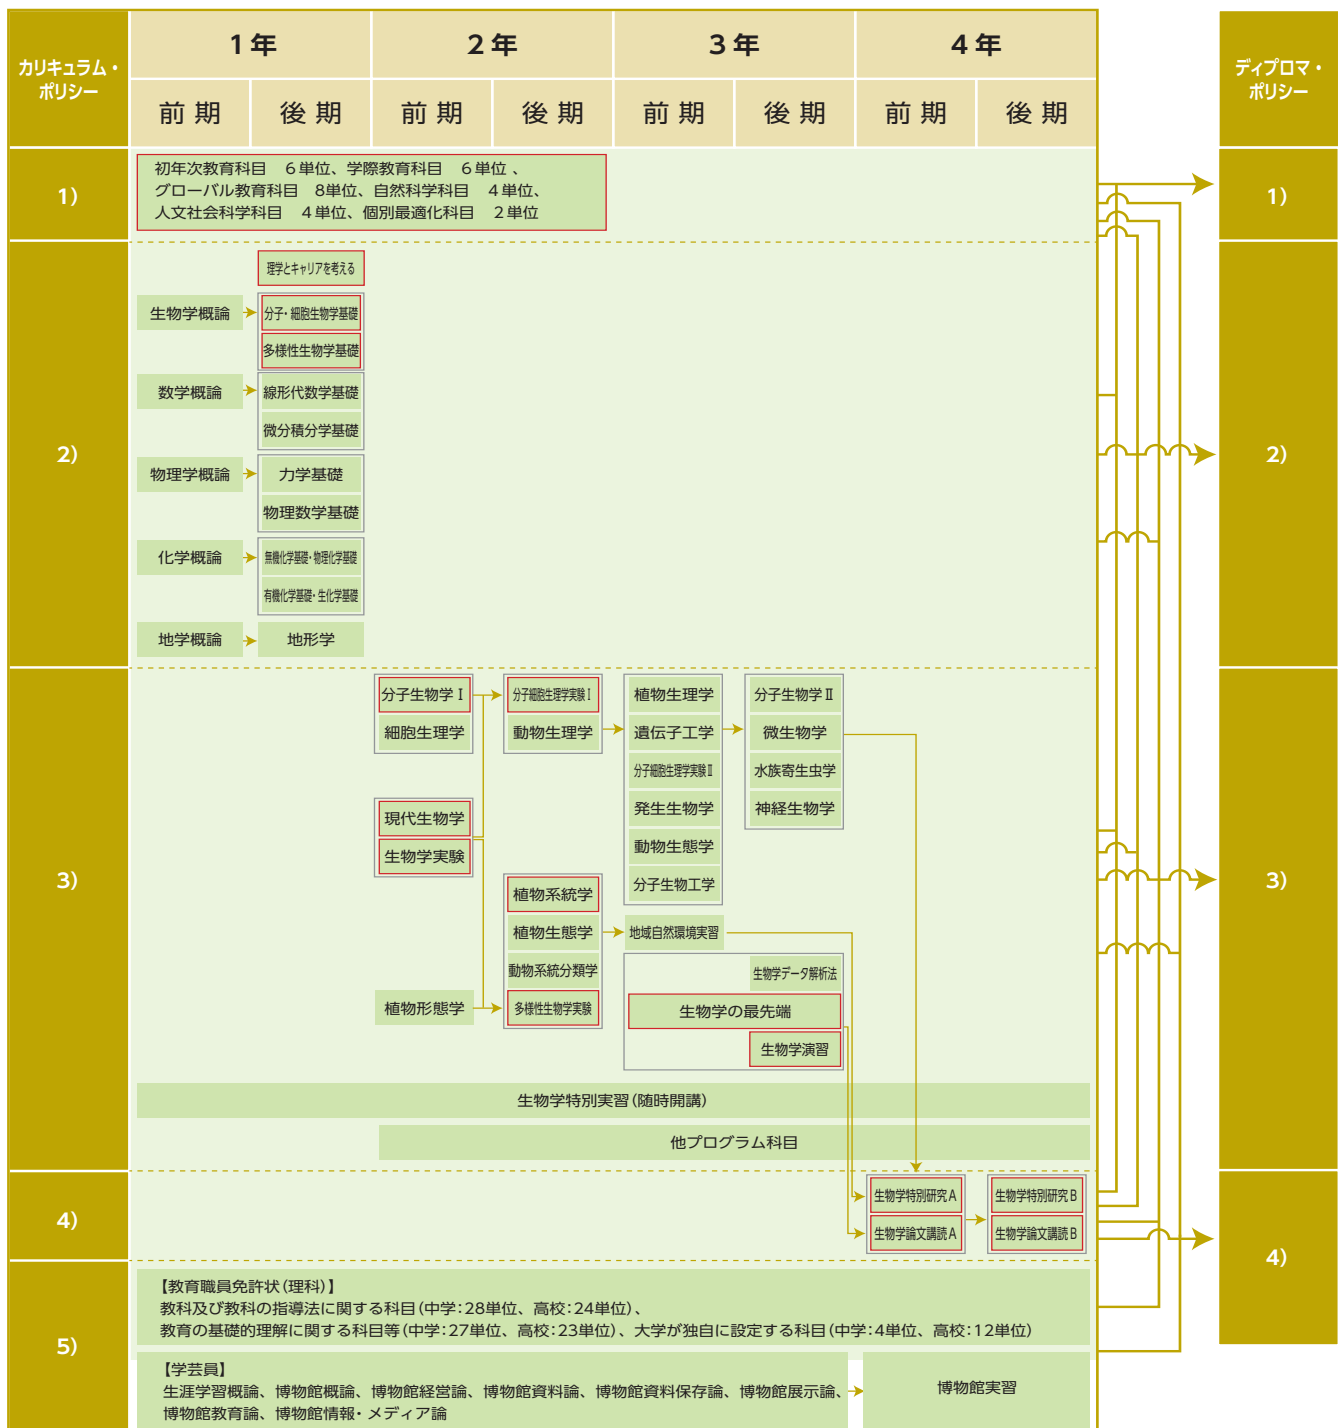 カリキュラム・
ポリシー
1年
2年
3年
4年
ディプロマ・
ポリシー
前期
後期
前期
後期
前期
後期
前期
後期
1)
初年次教育科目 6単位、学際教育科目 6単位、
グローバル教育科目 8単位、自然科学科目 4単位、
人文社会科学科目 4単位、個別最適化科目 2単位
1)
2)
理学とキャリアを考える
生物学概論
分子・細胞生物学基礎
多様性生物学基礎
数学概論
線形代数学基礎
微分積分学基礎
物理学概論
力学基礎
物理数学基礎
化学概論
無機化学基礎・物理化学基礎
有機化学基礎・生化学基礎
地学概論
地形学
2)
3)
分子生物学Ⅰ
細胞生理学
現代生物学
生物学実験
植物形態学
分子細胞生理学実験Ⅰ
動物生理学
植物系統学
植物生態学
動物系統分類学
多様性生物学実験
植物生理学
遺伝子工学
分子細胞生理学実験Ⅱ
発生生物学
動物生態学
分子生物工学
地域自然環境実習
分子生物学Ⅱ
微生物学
水族寄生虫学
神経生物学
生物学データ解析法
生物学の最先端
生物学演習
生物学特別実習(随時開講)
他プログラム科目
3)
4)
生物学特別研究A
生物学論文講読A
生物学特別研究B
生物学論文講読B
4)
5)
【教育職員免許状(理科)】
教科及び教科の指導法に関する科目(中学:28単位、高校:24単位)、
教育の基礎的理解に関する科目等(中学:27単位、高校:23単位)、大学が独自に設定する科目(中学:4単位、高校:12単位)
【学芸員】
生涯学習概論、博物館概論、博物館経営論、博物館資料論、博物館資料保存論、博物館展示論、
博物館教育論、博物館情報・メディア論
博物館実習